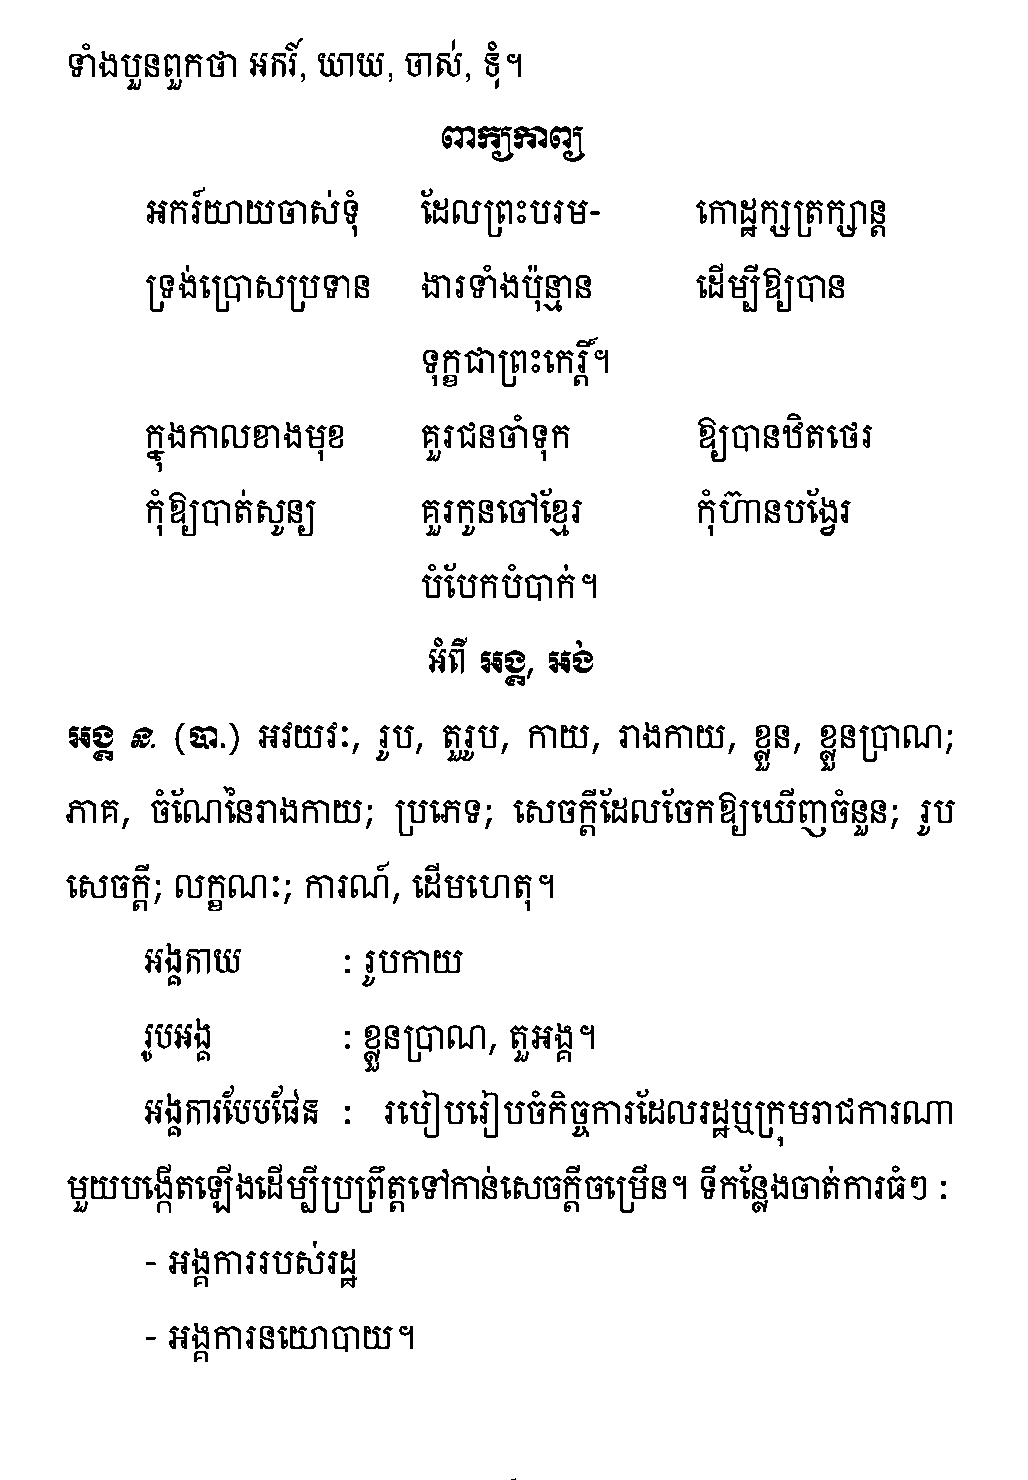 ទាំងបួនពួកថា អករ៍, យាយ, ចាស់, ទុំ។
ពាក្យកាព្យ
អករ៍យាយចាស់ទុំ ដែលព្រះបរម- កោដ្ឋក្សត្រក្សាន្ត
ទ្រង់ប្រោសប្រទាន ងារទាំងប៉ុន្មាន ដើម្បីឱ្យបាន
ទុក្ខជាព្រះកេរ្តិ៍។
ក្នុងកាលខាងមុខ គួរជនចាំទុក ឱ្យបានឋិតថេរ
កុំឱ្យបាត់សូន្យ គួរកូនចៅខ្មែរ កុំហ៊ានបង្វែរ
បំបែកបំបាក់។
អំពី អង្គ, អង់
អង្គ ន. (បា.) អវយវៈ, រូប, តួរូប, កាយ, រាងកាយ, ខ្លួន, ខ្លួនប្រាណ;
ភាគ, ចំណែនៃរាងកាយ; ប្រភេទ; សេចក្ដីដែលចែកឱ្យឃើញចំនួន; រូប
សេចក្ដី; លក្ខណៈ; ការណ៍, ដើមហេតុ។
អង្គកាយ : រូបកាយ
រូបអង្គ : ខ្លួនប្រាណ, តួអង្គ។
អង្គការបែបផែន : របៀបរៀបចំកិច្ចការដែលរដ្ឋឬក្រុមរាជការណា
មួយបង្កើតឡើងដើម្បីប្រព្រឹត្តទៅកាន់សេចក្ដីចម្រើន។ ទីកន្លែងចាត់ការធំៗ :
- អង្គការរបស់រដ្ឋ
- អង្គការនយោបាយ។